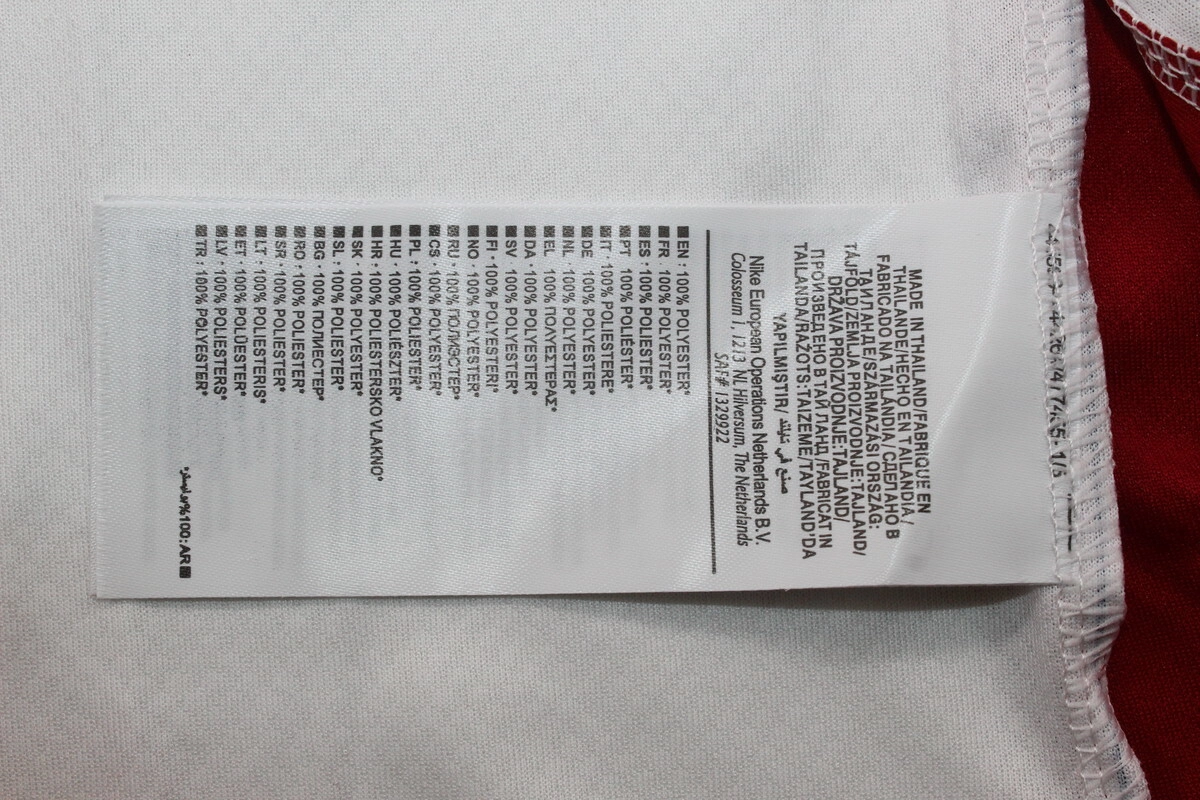 MADE IN THAILAND/FABRIQUE EN
THAILANDE/HECHO EN TAILANDIA/
FABRICADO NA TAILÂNDIA/СДЕЛАНО В
ТАИЛАНДЕ/SZÁRMAZÁSI ORSZÁG:
TÁJFÖLD/ZEMLJA PROIZVODNJE:TAJLAND/
DRŽAVA PROIZVODNJE:TAJLAND/
ПРОИЗВЕДЕНО В ТАЙЛАНД/FABRICAT IN
TAILANDA/RAŽOTS:TAIZEME/TAYLAND'DA
YAPILMIŞTIR/ صنع في تايلند
Nike European Operations Netherlands B.V.
Colosseum 1, 1213 NL Hilversum, The Netherlands
SAF# 1329922
EN : 100% POLYESTER*
FR : 100% POLYESTER*
ES : 100% POLIÉSTER*
PT 100% POLIÉSTER*
IT · 100% POLIESTERE*
DE 100% POLYESTER*
NL · 100% POLYESTER*
EL 100% ΠΟΛΥΕΣΤΕΡΑΣ*
DA · 100% POLYESTER*
SV 100% POLYESTER*
FI · 100% POLYESTERI*
NO · 100% POLYESTER*
RU · 100% ПОЛИЭСТЕР*
CS · 100% POLYESTER*
PL : 100% POLIESTER*
HU : 100% POLIÉSZTER*
HR : 100% POLIESTERSKO VLAKNO*
SK · 100% POLYESTER*
SL : 100% POLIESTER*
BG · 100% ПОЛИЕСТЕР*
RO : 100% POLIESTER*
SR : 100% POLIESTER*
LT · 100% POLIESTERIS*
ET · 100% POLÜESTER*
LV · 100% POLIESTERS*
TR : 100% POLYESTER*
AR:100% بوليستر*